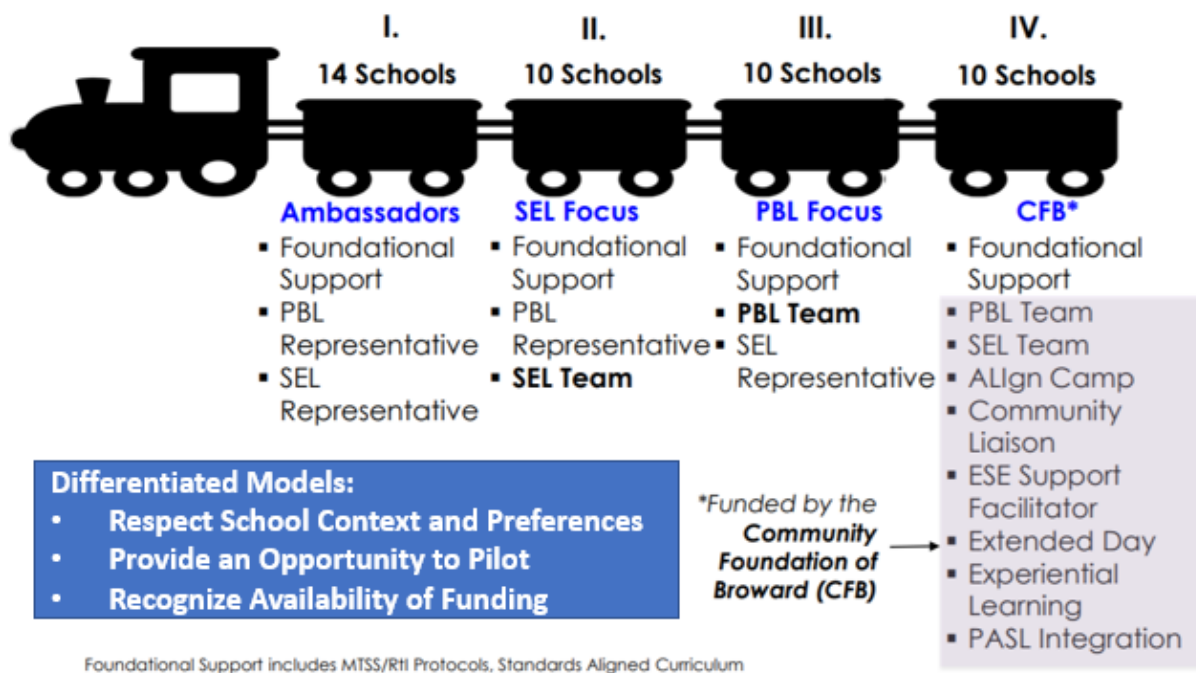 I.
14 Schools
II.
10 Schools
III.
10 Schools
IV.
10 Schools
Ambassadors
▪ Foundational
Support
▪ PBL
Representative
▪ SEL
Representative
SEL Focus
▪ Foundational
Support
▪ PBL
Representative
▪ SEL Team
PBL Focus
▪ Foundational
Support
▪ PBL Team
▪ SEL
Representative
CFB*
▪ Foundational
Support
▪ PBL Team
▪ SEL Team
▪ ALIgn Camp
▪ Community
Liaison
▪ ESE Support
Facilitator
▪ Extended Day
▪ Experiential
Learning
▪ PASL Integration
Differentiated Models:
• Respect School Context and Preferences
• Provide an Opportunity to Pilot
• Recognize Availability of Funding
*Funded by the
Community
Foundation of
Broward (CFB)
Foundational Support includes MTSS/RtI Protocols, Standards Aligned Curriculum